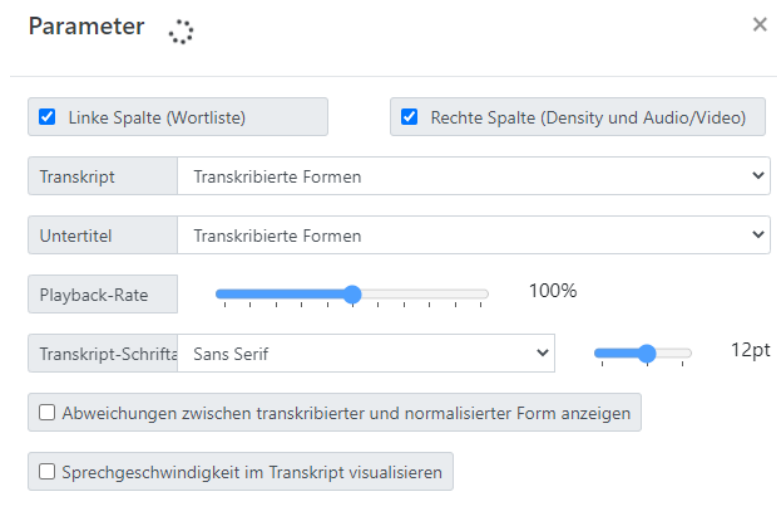 Parameter
Linke Spalte (Wortliste)
Rechte Spalte (Density und Audio/Video)
Transkript
Transkribierte Formen
Untertitel
Transkribierte Formen
Playback-Rate
100%
Transkript-Schrifta
Sans Serif
12pt
Abweichungen zwischen transkribierter und normalisierter Form anzeigen
Sprechgeschwindigkeit im Transkript visualisieren